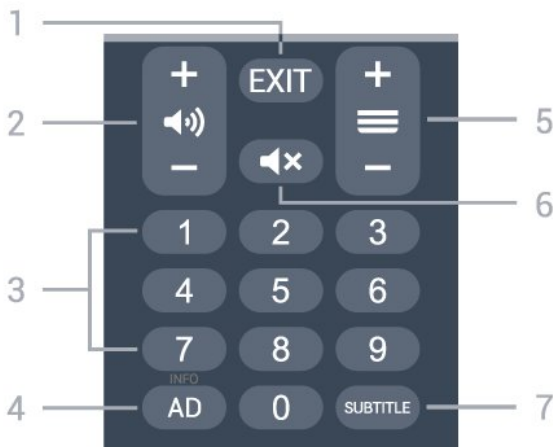 1
+ EXIT +
2 5
- -
6
1 2 3
3
4 5 6
7 8 9
INFO
4 AD 0 SUBTITLE 7